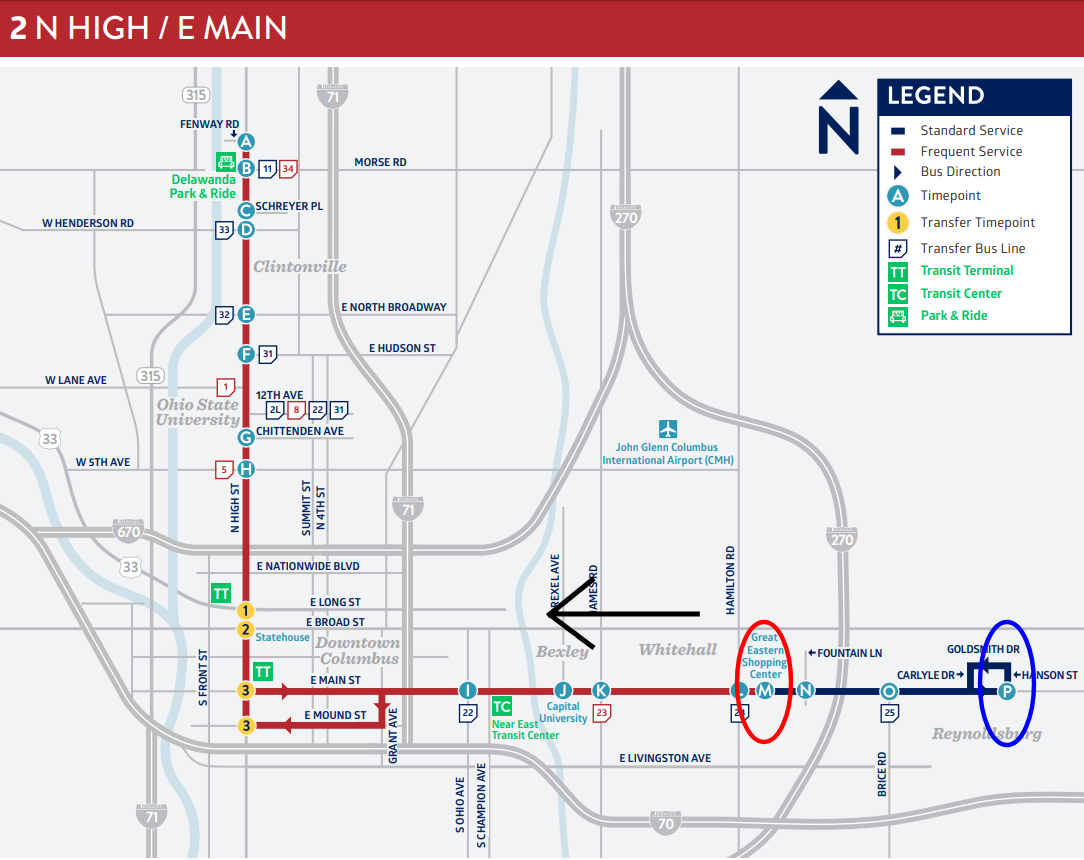 2 N HIGH / E MAIN
LEGEND
Standard Service
Frequent Service
Bus Direction
A Timepoint
1 Transfer Timepoint
# Transfer Bus Line
TT Transit Terminal
TC Transit Center
Park & Ride
N
315
71
FENWAY RD
A
B
11
34
MORSE RD
Delawanda
Park & Ride
C
SCHREYER PL
W HENDERSON RD
33
D
270
Clintonville
32
E
E NORTH BROADWAY
F
31
E HUDSON ST
315
W LANE AVE
1
12TH AVE
Ohio State
University
2L
8
22
31
33
G
CHITTENDEN AVE
John Glenn Columbus
International Airport (CMH)
W 5TH AVE
5
H
N HIGH ST
SUMMIT ST
N 4TH ST
71
670
270
33
E NATIONWIDE BLVD
HAMILTON RD
TT
1
E LONG ST
2
E BROAD ST
Statehouse
Downtown
Columbus
Bexley
Whitehall
Great
Eastern
Shopping
Center
FOUNTAIN LN
GOLDSMITH DR
S FRONT ST
TT
CARLYLE DR
HANSON ST
3
E MAIN ST
I
J
K
M
N
O
P
3
E MOUND ST
GRANT AVE
22
TC
Near East
Transit Center
Capital
University
23
25
Reynoldsburg
E LIVINGSTON AVE
BRICE RD
S OHIO AVE
S CHAMPION AVE
71
70